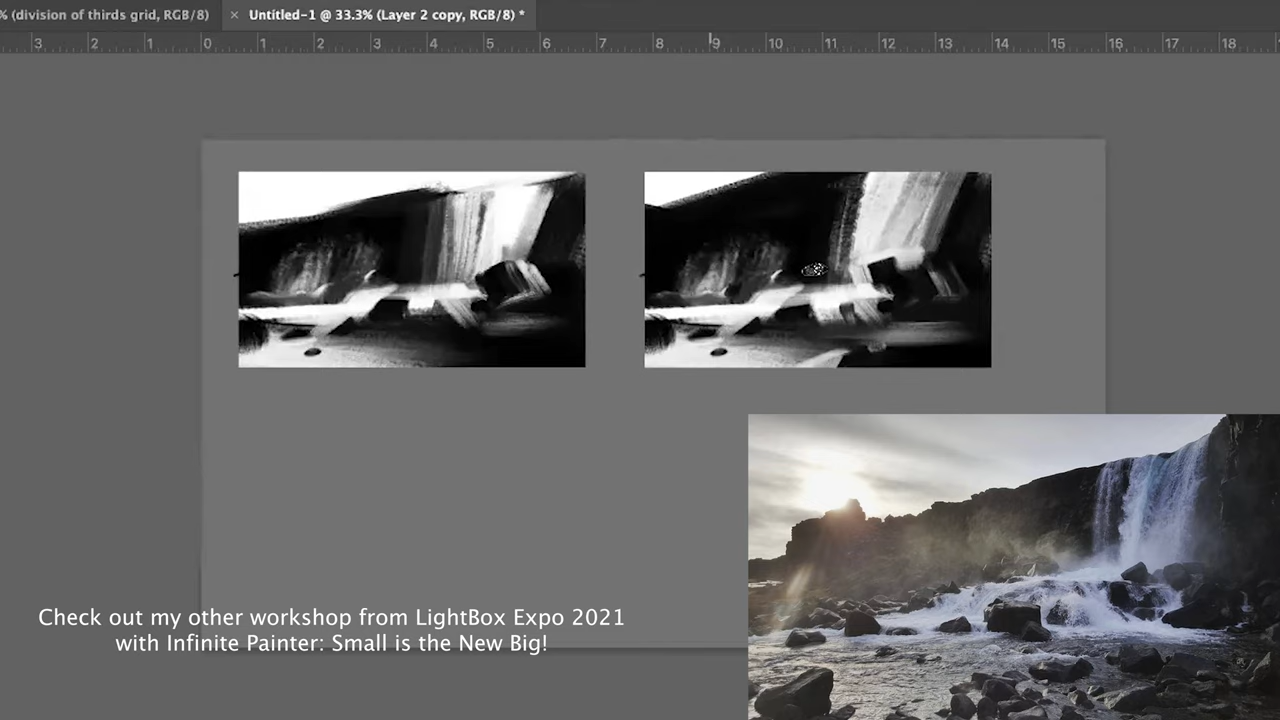 % (division of thirds grid, RGB/8)
× Untitled-1 @ 33.3% (Layer 2 copy, RGB/8) *
3 2 1 0 1 2 3 4 5 6 7 8 9 10 11 12 13 14 15 16 17 18
Check out my other workshop from LightBox Expo 2021
with Infinite Painter: Small is the New Big!